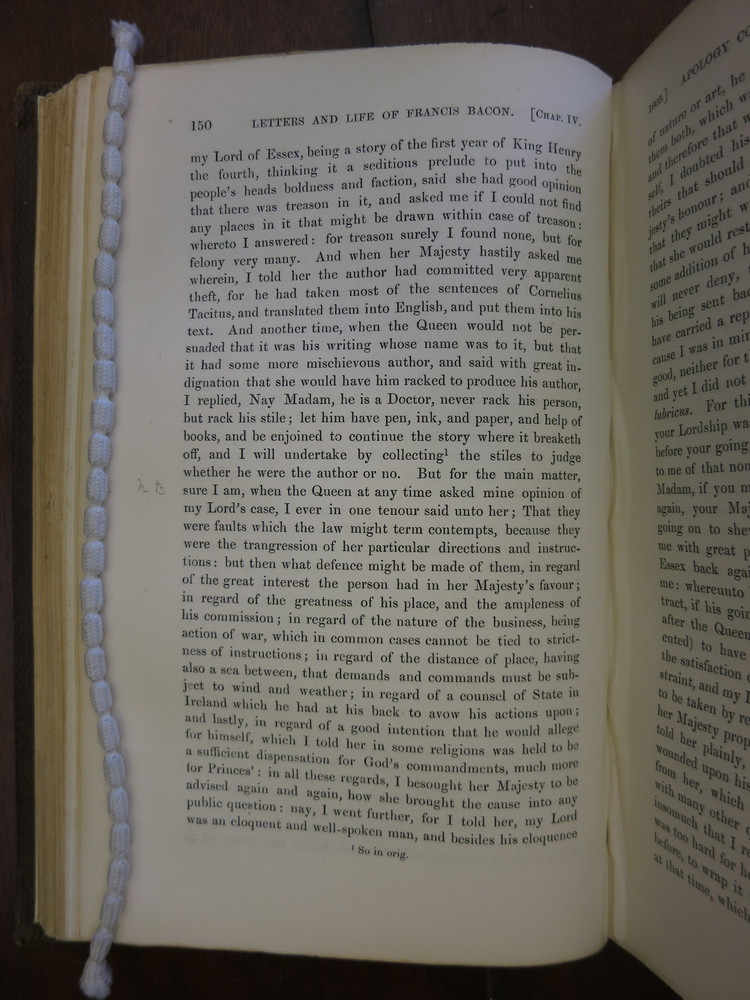 150 LETTERS AND LIFE OF FRANCIS BACON. [CHAP. IV.
my Lord of Essex, being a story of the first year of King Henry
the fourth, thinking it a seditious prelude to put into the
people's heads boldness and faction, said she had good opinion
that there was treason in it, and asked me if I could not find
any places in it that might be drawn within case of treason:
whereto I answered: for treason surely I found none, but for
felony very many. And when her Majesty hastily asked me
wherein, I told her the author had committed very apparent
theft, for he had taken most of the sentences of Cornelius
Tacitus, and translated them into English, and put them into his
text. And another time, when the Queen would not be per-
suaded that it was his writing whose name was to it, but that
it had some more mischievous author, and said with great in-
dignation that she would have him racked to produce his author,
I replied, Nay Madam, he is a Doctor, never rack his person,
but rack his stile; let him have pen, ink, and paper, and help of
books, and be enjoined to continue the story where it breaketh
off, and I will undertake by collecting¹ the stiles to judge
whether he were the author or no. But for the main matter,
sure I am, when the Queen at any time asked mine opinion of
my Lord's case, I ever in one tenour said unto her; That they
were faults which the law might term contempts, because they
were the trangression of her particular directions and instruc-
tions: but then what defence might be made of them, in regard
of the great interest the person had in her Majesty's favour;
in regard of the greatness of his place, and the ampleness of
his commission; in regard of the nature of the business, being
action of war, which in common cases cannot be tied to strict-
ness of instructions; in regard of the distance of place, having
also a sea between, that demands and commands must be sub-
ject to wind and weather; in regard of a counsel of State in
Ireland which he had at his back to avow his actions upon;
and lastly, in regard of a good intention that he would allege
for himself, which I told her in some religions was held to be
a sufficient dispensation for God's commandments, much more
for Princes': in all these regards, I besought her Majesty to be
advised again and again, how she brought the cause into any
public question: nay, I went further, for I told her, my Lord
was an eloquent and well-spoken man, and besides his eloquence
¹ So in orig.
APOLOGY
of nature or art, he
them both, which
and therefore that
self, I doubted his
theirs that should
jesty's honour; and
that they might
that she would rest
some addition of
will never deny,
his being sent
have carried a
cause I was in
good, neither for
and yet I did not
lubricus. For
your Lordship
before your going
to me of that
Madam, if you
again, your
going on to
me with great
Essex back
me: whereunto
tract, if his
after the Queen
cuted) to have
the satisfaction
straint, and my
to be taken by
her Majesty
told her plainly,
wounded upon his
from her, which
with many other
insomuch that I
was too hard for
before, to wrap it
at that time, which